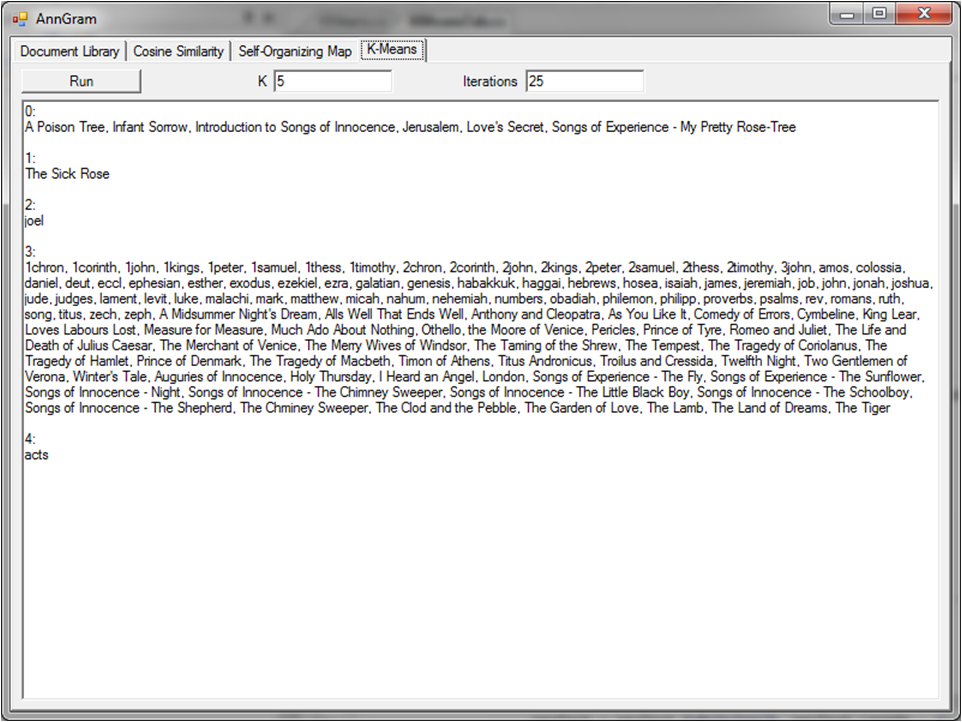 AnnGram
Document Library Cosine Similarity Self-Organizing Map K-Means
Run K 5 Iterations 25
0:
A Poison Tree, Infant Sorrow, Introduction to Songs of Innocence, Jerusalem, Love's Secret, Songs of Experience - My Pretty Rose-Tree
1:
The Sick Rose
2:
joel
3:
1chron, 1corinth, 1john, 1kings, 1peter, 1samuel, 1thess, 1timothy, 2chron, 2corinth, 2john, 2kings, 2peter, 2samuel, 2thess, 2timothy, 3john, amos, colossia,
daniel, deut, eccl, ephesian, esther, exodus, ezekiel, ezra, galatian, genesis, habakkuk, haggai, hebrews, hosea, isaiah, james, jeremiah, job, john, jonah, joshua,
jude, judges, lament, levit, luke, malachi, mark, matthew, micah, nahum, nehemiah, numbers, obadiah, philemon, philipp, proverbs, psalms, rev, romans, ruth,
song, titus, zech, zeph, A Midsummer Night's Dream, Alls Well That Ends Well, Anthony and Cleopatra, As You Like It, Comedy of Errors, Cymbeline, King Lear,
Loves Labours Lost, Measure for Measure, Much Ado About Nothing, Othello, the Moore of Venice, Pericles, Prince of Tyre, Romeo and Juliet, The Life and
Death of Julius Caesar, The Merchant of Venice, The Merry Wives of Windsor, The Taming of the Shrew, The Tempest, The Tragedy of Coriolanus, The
Tragedy of Hamlet, Prince of Denmark, The Tragedy of Macbeth, Timon of Athens, Titus Andronicus, Troilus and Cressida, Twelfth Night, Two Gentlemen of
Verona, Winter's Tale, Auguries of Innocence, Holy Thursday, I Heard an Angel, London, Songs of Experience - The Fly, Songs of Experience - The Sunflower,
Songs of Innocence - Night, Songs of Innocence - The Chimney Sweeper, Songs of Innocence - The Little Black Boy, Songs of Innocence - The Schoolboy,
Songs of Innocence - The Shepherd, The Chminey Sweeper, The Clod and the Pebble, The Garden of Love, The Lamb, The Land of Dreams, The Tiger
4:
acts